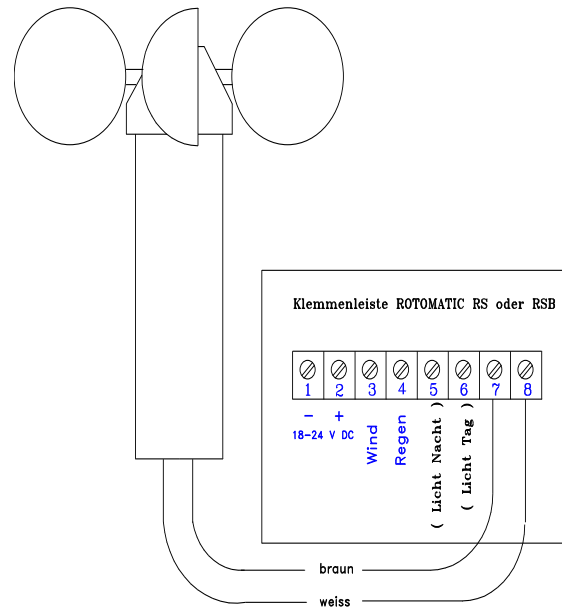 Klemmenleiste ROTOMATIC RS oder RSB
1 2 3 4 5 6 7 8
- +
18-24 V DC
Wind
Regen
( Licht Nacht )
( Licht Tag )
braun
weiss